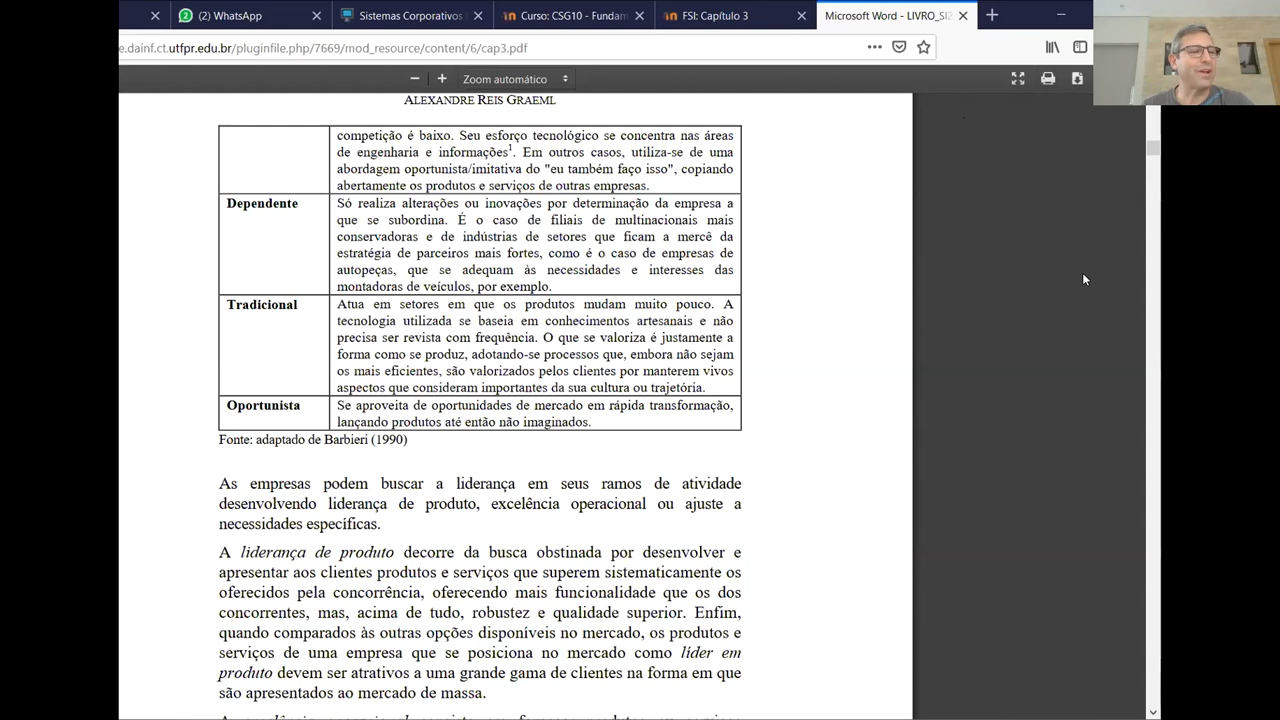 (2) WhatsApp
Sistemas Corporativos
Curso: CSG10 - Fundam
FSI: Capítulo 3
Microsoft Word - LIVRO_SI
e.dainf.ct.utfpr.edu.br/pluginfile.php/7669/mod_resource/content/6/cap3.pdf
Zoom automático
ALEXANDRE REIS GRAEML
competição é baixo. Seu esforço tecnológico se concentra nas áreas
de engenharia e informações1. Em outros casos, utiliza-se de uma
abordagem oportunista/imitativa do "eu também faço isso", copiando
abertamente os produtos e serviços de outras empresas.
Dependente
Só realiza alterações ou inovações por determinação da empresa a
que se subordina. É o caso de filiais de multinacionais mais
conservadoras e de indústrias de setores que ficam a mercê da
estratégia de parceiros mais fortes, como é o caso de empresas de
autopeças, que se adequam às necessidades e interesses das
montadoras de veículos, por exemplo.
Tradicional
Atua em setores em que os produtos mudam muito pouco. A
tecnologia utilizada se baseia em conhecimentos artesanais e não
precisa ser revista com frequência. O que se valoriza é justamente a
forma como se produz, adotando-se processos que, embora não sejam
os mais eficientes, são valorizados pelos clientes por manterem vivos
aspectos que consideram importantes da sua cultura ou trajetória.
Oportunista
Se aproveita de oportunidades de mercado em rápida transformação,
lançando produtos até então não imaginados.
Fonte: adaptado de Barbieri (1990)
As empresas podem buscar a liderança em seus ramos de atividade
desenvolvendo liderança de produto, excelência operacional ou ajuste a
necessidades específicas.
A liderança de produto decorre da busca obstinada por desenvolver e
apresentar aos clientes produtos e serviços que superem sistematicamente os
oferecidos pela concorrência, oferecendo mais funcionalidade que os dos
concorrentes, mas, acima de tudo, robustez e qualidade superior. Enfim,
quando comparados às outras opções disponíveis no mercado, os produtos e
serviços de uma empresa que se posiciona no mercado como líder em
produto devem ser atrativos a uma grande gama de clientes na forma em que
são apresentados ao mercado de massa.